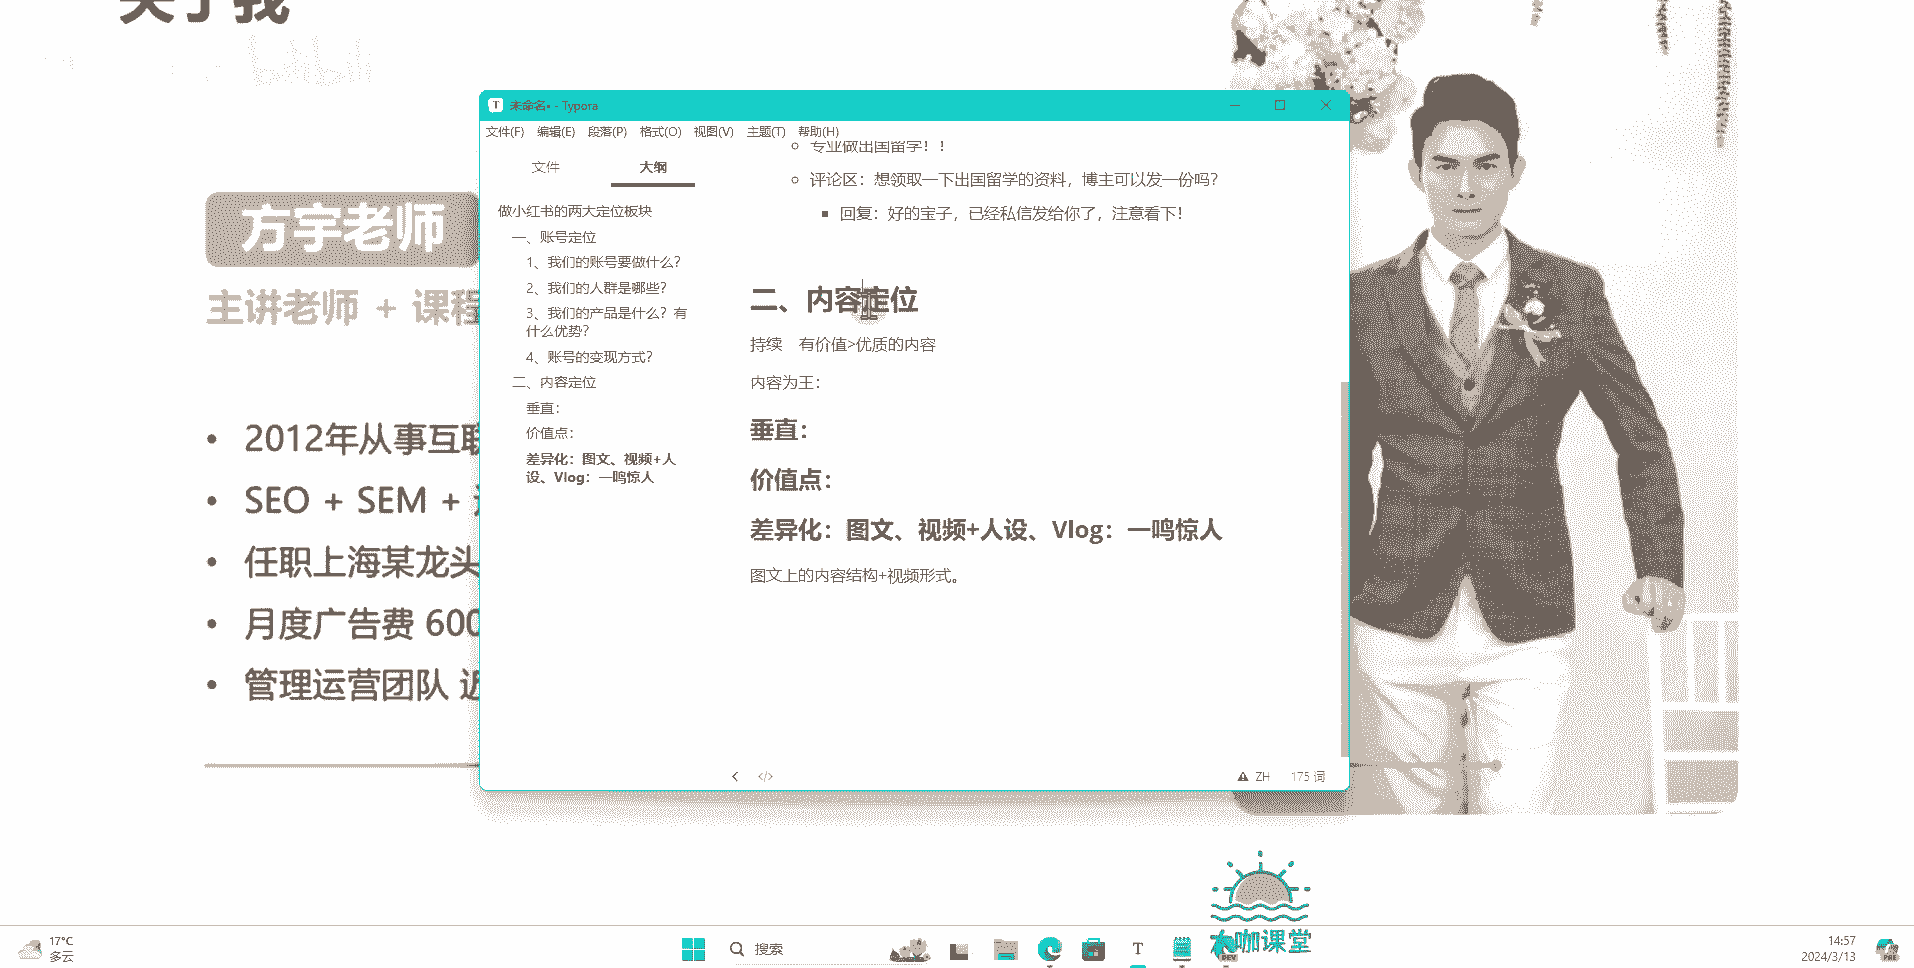 关于我
bilibili
方宇老师
主讲老师 + 课程
2012年从事互联
SEO + SEM +
任职上海某龙头
月度广告费 600
管理运营团队 近
未命名• - Typora
文件(F) 编辑(E) 段落(P) 格式(O) 视图(V) 主题(T) 帮助(H)
文件 大纲
做小红书的两大定位板块
一、账号定位
1、我们的账号要做什么?
2、我们的人群是哪些?
3、我们的产品是什么? 有
什么优势?
4、账号的变现方式?
二、内容定位
垂直:
价值点:
差异化: 图文、视频+人
设、Vlog: 一鸣惊人
专业做出国留学! !
评论区: 想领取一下出国留学的资料, 博主可以发一份吗?
回复: 好的宝子, 已经私信发给你了, 注意看下!
二、内容定位
持续 有价值>优质的内容
内容为王:
垂直:
价值点:
差异化: 图文、视频+人设、Vlog: 一鸣惊人
图文上的内容结构+视频形式。
ZH 175 词
咖课堂
17°C
多云
搜索
T
DEV
14:57
2024/3/13
PRE